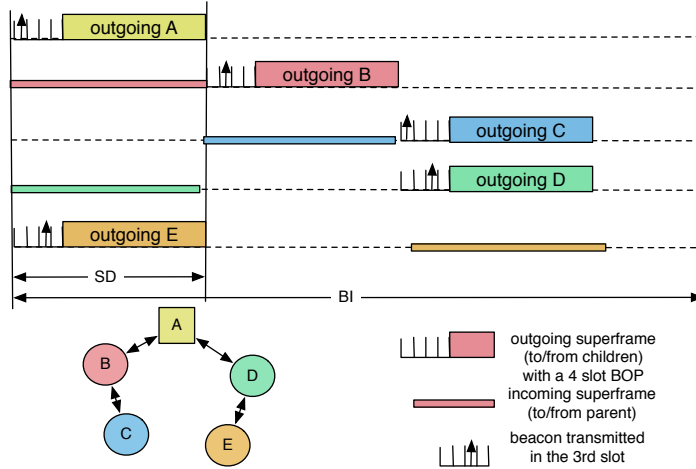 outgoing A
outgoing B
outgoing C
outgoing D
outgoing E
SD
BI
A
B
D
C
E
outgoing superframe
(to/from children)
with a 4 slot BOP
incoming superframe
(to/from parent)
beacon transmitted
in the 3rd slot